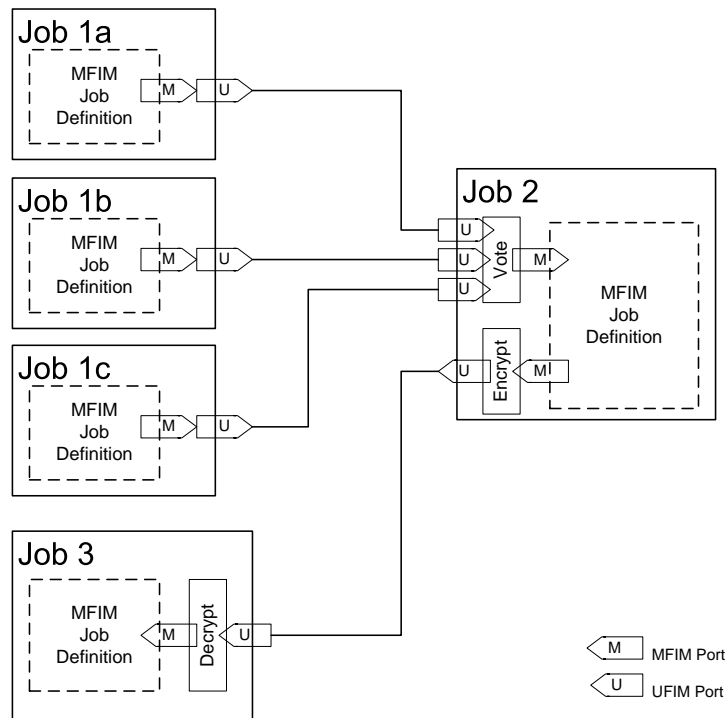 Job 1a
MFIM
Job
Definition
M
U
Job 1b
MFIM
Job
Definition
M
U
Job 1c
MFIM
Job
Definition
M
U
Job 2
U
U
U
Vote
M
MFIM
Job
Definition
U
Encrypt
M
Job 3
MFIM
Job
Definition
M
Decrypt
U
M
MFIM Port
U
UFIM Port